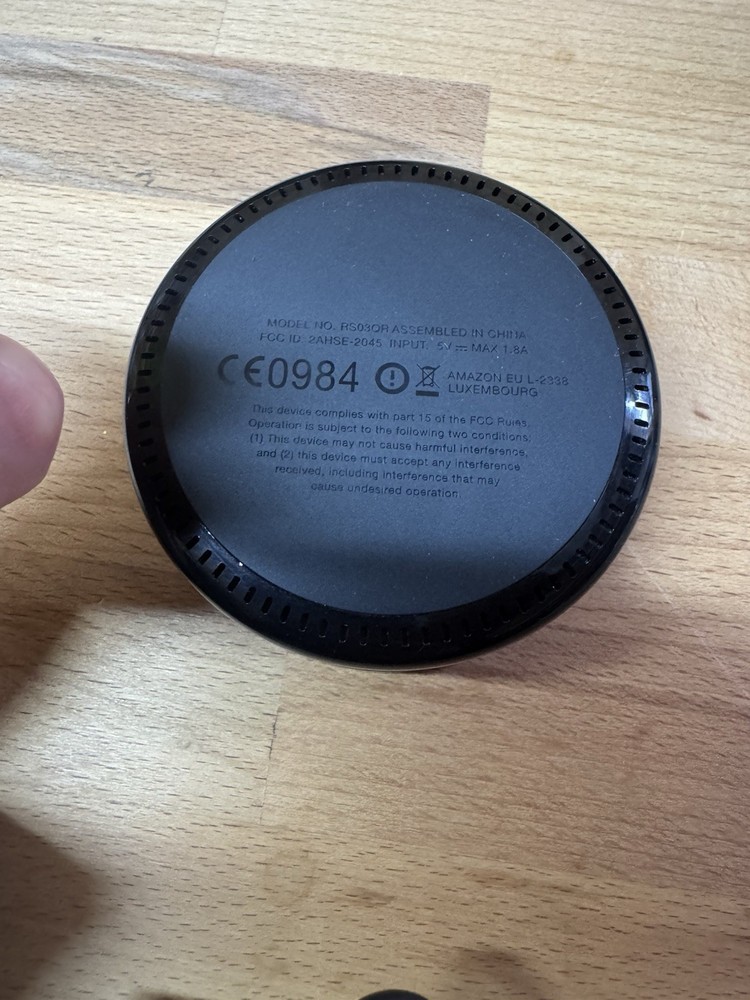 MODEL NO. RS03QR ASSEMBLED IN CHINA
FCC ID: 2AHSE-2045 INPUT: 5V MAX 1.8A
CE0984
AMAZON EU L-2338
LUXEMBOURG
This device complies with part 15 of the FCC Rules.
Operation is subject to the following two conditions:
(1) This device may not cause harmful interference,
and (2) this device must accept any interference
received, including interference that may
cause undesired operation.